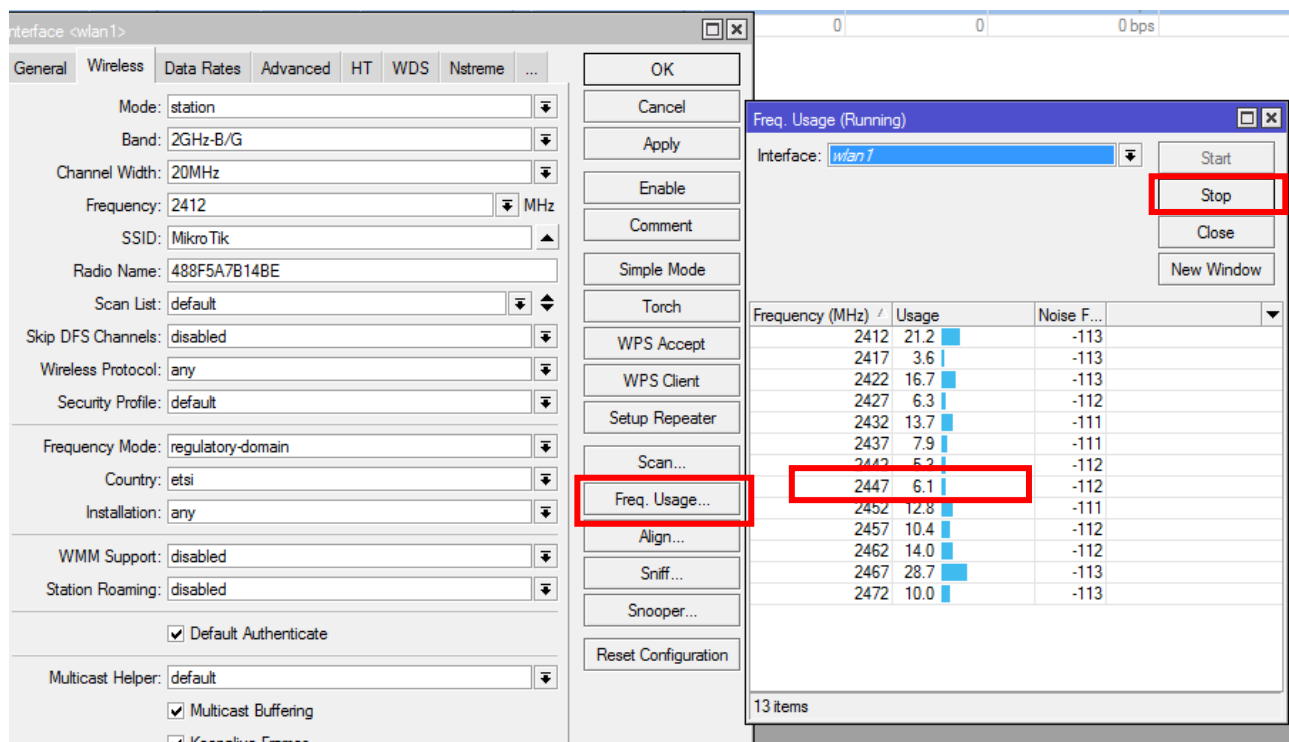 nterface <wlan1>
General Wireless Data Rates Advanced HT WDS Nstreme ...
Mode: station
Band: 2GHz-B/G
Channel Width: 20MHz
Frequency: 2412 MHz
SSID: MikroTik
Radio Name: 488F5A7B14BE
Scan List: default
Skip DFS Channels: disabled
Wireless Protocol: any
Security Profile: default
Frequency Mode: regulatory-domain
Country: etsi
Installation: any
WMM Support: disabled
Station Roaming: disabled
Default Authenticate
Multicast Helper: default
Multicast Buffering
Keepalive Frames
OK
Cancel
Apply
Enable
Comment
Simple Mode
Torch
WPS Accept
WPS Client
Setup Repeater
Scan...
Freq. Usage...
Align...
Sniff...
Snooper...
Reset Configuration
0 0 0 bps
Freq. Usage (Running)
Interface: wlan1
Start
Stop
Close
New Window
Frequency (MHz) Usage Noise F...
2412 21.2 -113
2417 3.6 -113
2422 16.7 -113
2427 6.3 -112
2432 13.7 -111
2437 7.9 -111
2442 5.3 -112
2447 6.1 -112
2452 12.8 -111
2457 10.4 -112
2462 14.0 -112
2467 28.7 -113
2472 10.0 -113
13 items